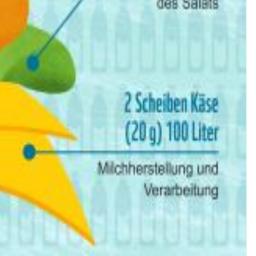 des Salats
2 Scheiben Käse
(20 g) 100 Liter
Milchherstellung und
Verarbeitung